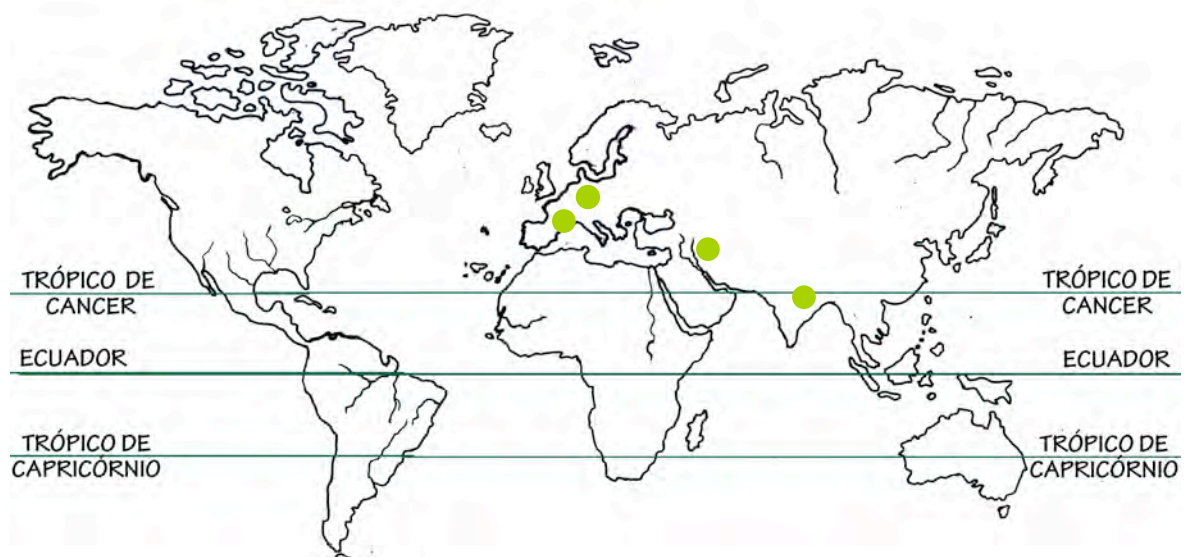 TRÓPICO DE
CANCER
TRÓPICO DE
CANCER
ECUADOR
ECUADOR
TRÓPICO DE
CAPRICÓRNIO
TRÓPICO DE
CAPRICÓRNIO